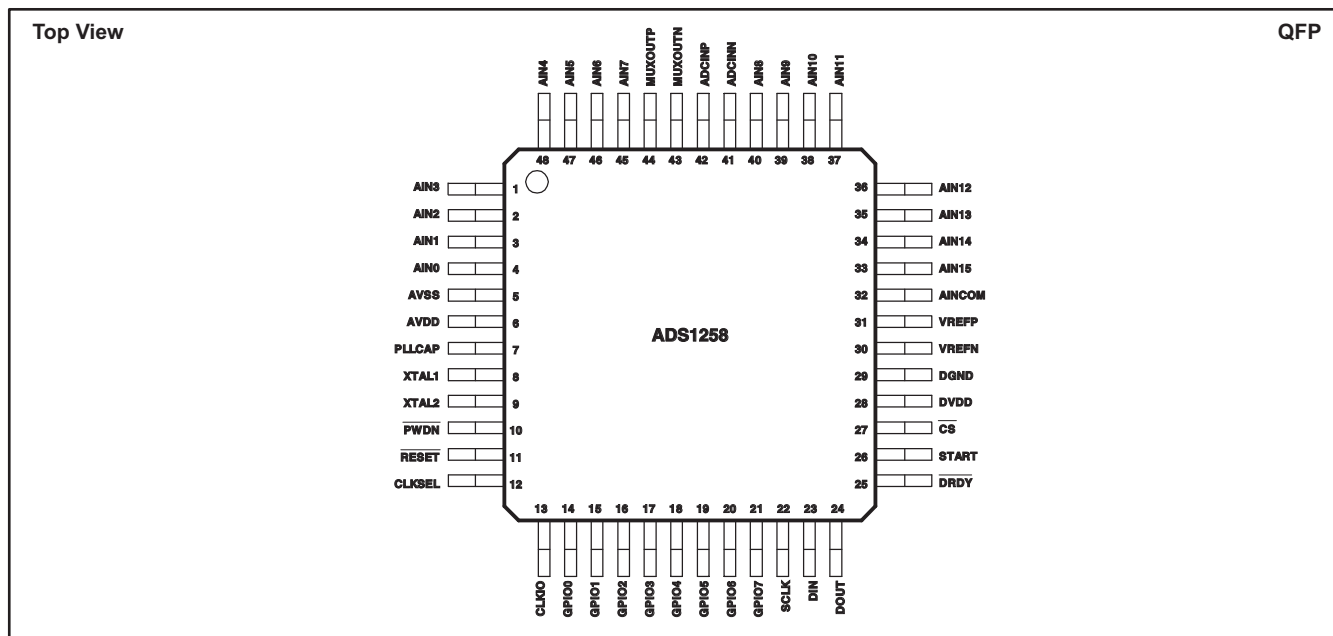 Top View
QFP
AIN4
AIN5
AIN6
AIN7
MUXOUTP
MUXOUTN
ADCINP
ADCINN
AIN8
AIN9
AIN10
AIN11
48 47 46 45 44 43 42 41 40 39 38 37
AIN3 1
AIN2 2
AIN1 3
AIN0 4
AVSS 5
AVDD 6
PLLCAP 7
XTAL1 8
XTAL2 9
PWDN 10
RESET 11
CLKSEL 12
ADS1258
36 AIN12
35 AIN13
34 AIN14
33 AIN15
32 AINCOM
31 VREFP
30 VREFN
29 DGND
28 DVDD
27 CS
26 START
25 DRDY
13 14 15 16 17 18 19 20 21 22 23 24
CLKIO
GPIO0
GPIO1
GPIO2
GPIO3
GPIO4
GPIO5
GPIO6
GPIO7
SCLK
DIN
DOUT